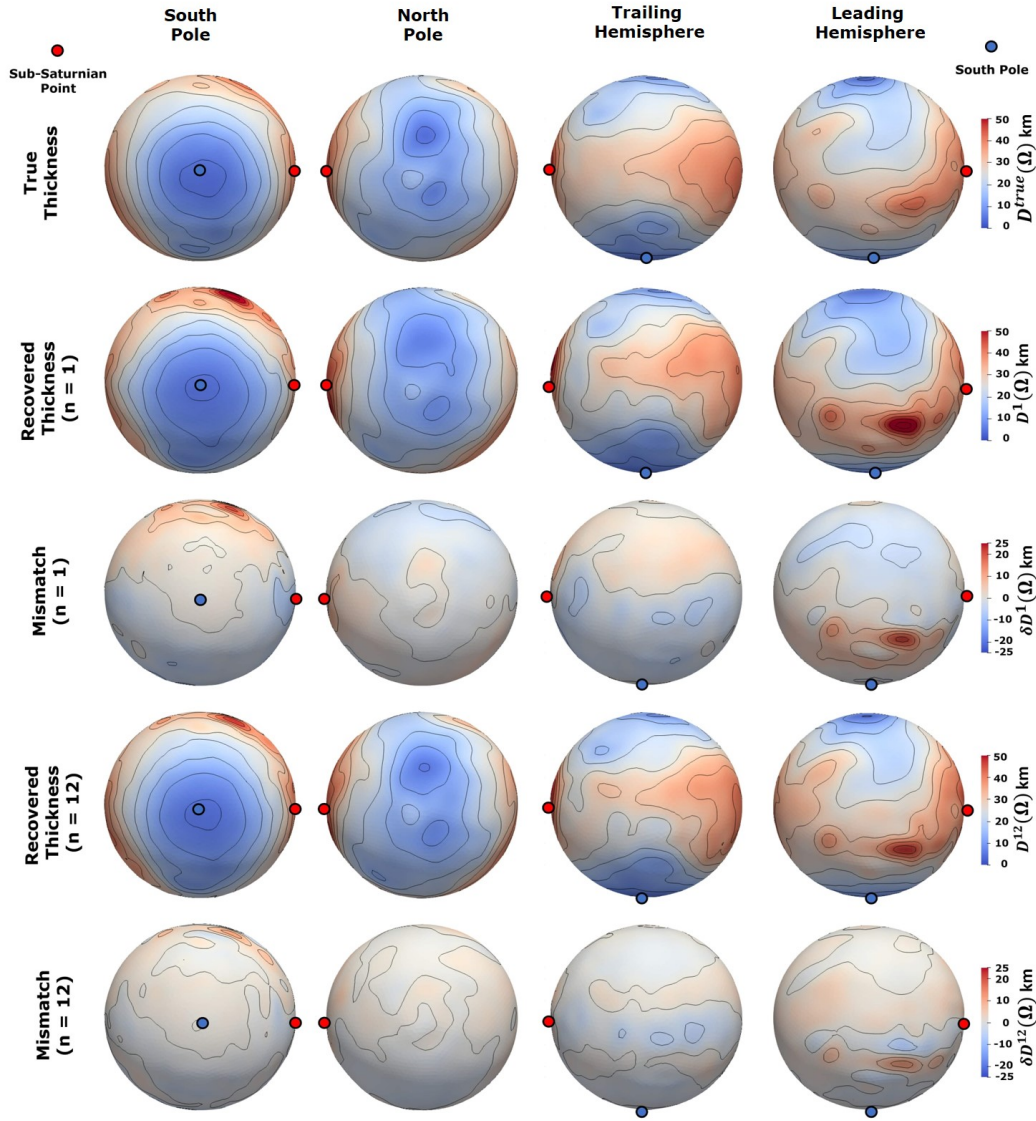 South
Pole
North
Pole
Trailing
Hemisphere
Leading
Hemisphere
Sub-Saturnian
Point
South Pole
True
Thickness
50
40
30
20
10
0
D^{true}(Ω) km
Recovered
Thickness
(n = 1)
50
40
30
20
10
0
D^1(Ω) km
Mismatch
(n = 1)
25
20
10
0
-10
-20
-25
δD^1(Ω) km
Recovered
Thickness
(n = 12)
50
40
30
20
10
0
D^{12}(Ω) km
Mismatch
(n = 12)
25
20
10
0
-10
-20
-25
δD^{12}(Ω) km